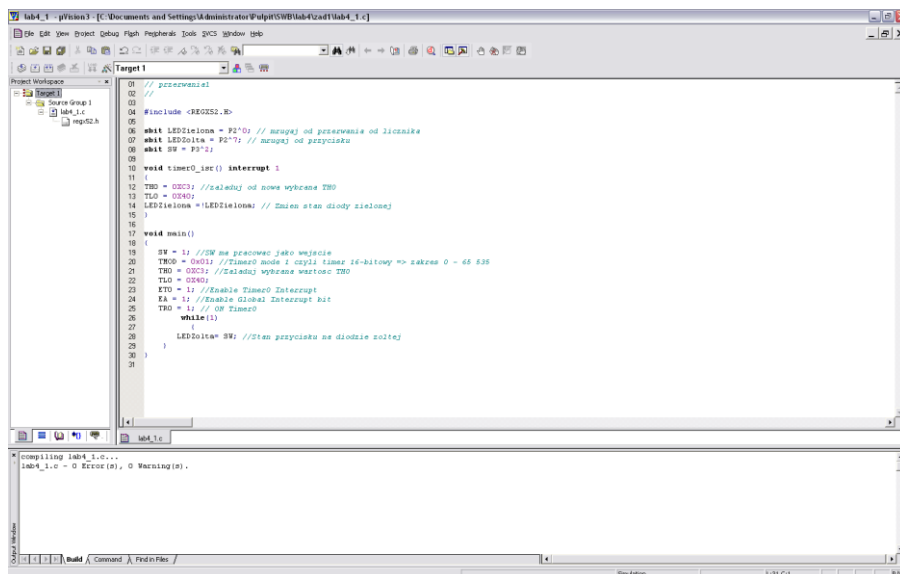 lab4_1 - µVision3 - [C:\Documents and Settings\Administrator\Pulpit\SWB\lab4\zad1\lab4_1.c]
File Edit View Project Debug Flash Peripherals Tools SVCS Window Help
Target 1
Project Workspace
Target 1
Source Group 1
lab4_1.c
regx52.h
01 // przerwania1
02 //
03
04 #include <REGX52.H>
05
06 sbit LEDZielona = P2^0; // mrugaj od przerwania od licznika
07 sbit LEDZolta = P2^7; // mrugaj od przycisku
08 sbit SW = P3^2;
09
10 void timer0_isr() interrupt 1
11 {
12 TH0 = 0XC3; //zaladuj od nowa wybrana TH0
13 TL0 = 0X40;
14 LEDZielona =!LEDZielona; // Zmien stan diody zielonej
15 }
16
17 void main()
18 {
19 SW = 1; //SW ma pracowac jako wejscie
20 TMOD = 0x01; //Timer0 mode 1 czyli timer 16-bitowy => zakres 0 - 65 535
21 TH0 = 0XC3; //Zaladuj wybrana wartosc TH0
22 TL0 = 0X40;
23 ET0 = 1; //Enable Timer0 Interrupt
24 EA = 1; //Enable Global Interrupt bit
25 TR0 = 1; // ON Timer0
26 while(1)
27 {
28 LEDZolta= SW; //Stan przycisku na diodzie zoltej
29 }
30 }
31
lab4_1.c
compiling lab4_1.c...
lab4_1.c - 0 Error(s), 0 Warning(s).
Output Window
Build Command Find in Files
Simulation